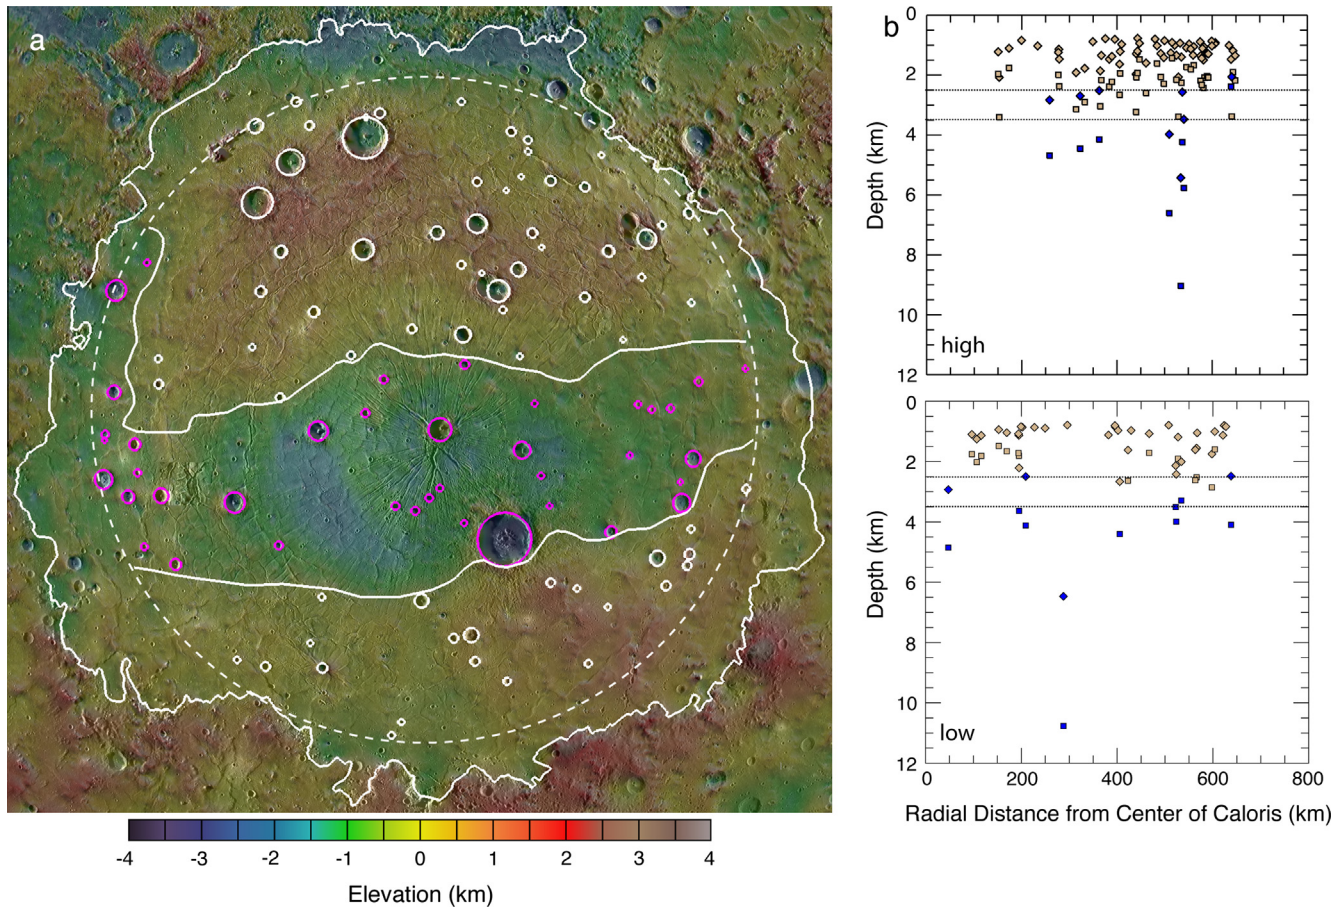 a
b
0
2
4
6
8
10
12
Depth (km)
high
0
2
4
6
8
10
12
Depth (km)
low
0 200 400 600 800
Radial Distance from Center of Caloris (km)
-4 -3 -2 -1 0 1 2 3 4
Elevation (km)